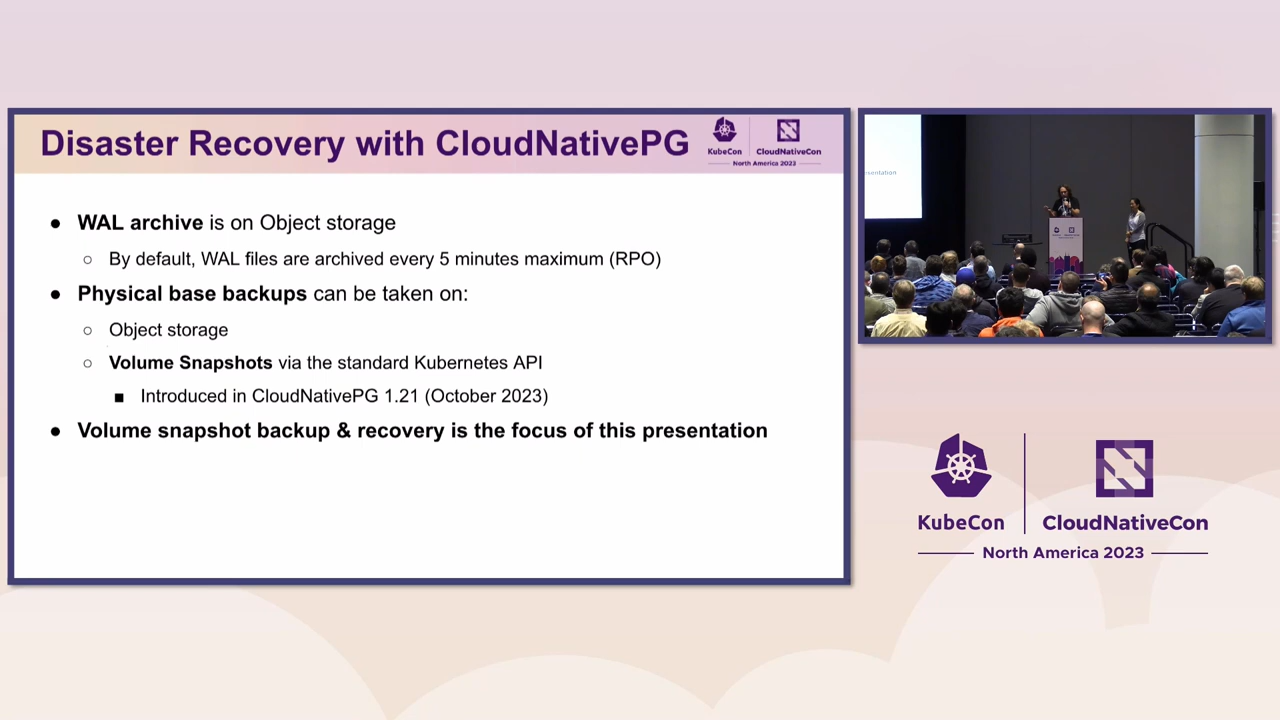 Disaster Recovery with CloudNativePG
KubeCon
CloudNativeCon
North America 2023
● WAL archive is on Object storage
○ By default, WAL files are archived every 5 minutes maximum (RPO)
● Physical base backups can be taken on:
○ Object storage
○ Volume Snapshots via the standard Kubernetes API
■ Introduced in CloudNativePG 1.21 (October 2023)
● Volume snapshot backup & recovery is the focus of this presentation
KubeCon
CloudNativeCon
North America 2023